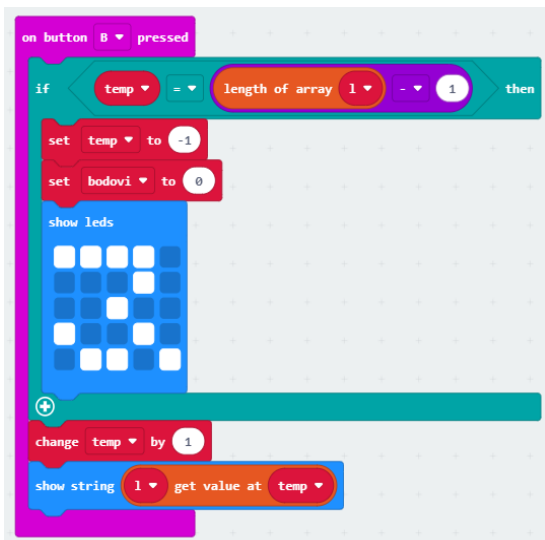 on button B pressed
if temp = length of array l - 1 then
set temp to -1
set bodovi to 0
show leds
change temp by 1
show string l get value at temp